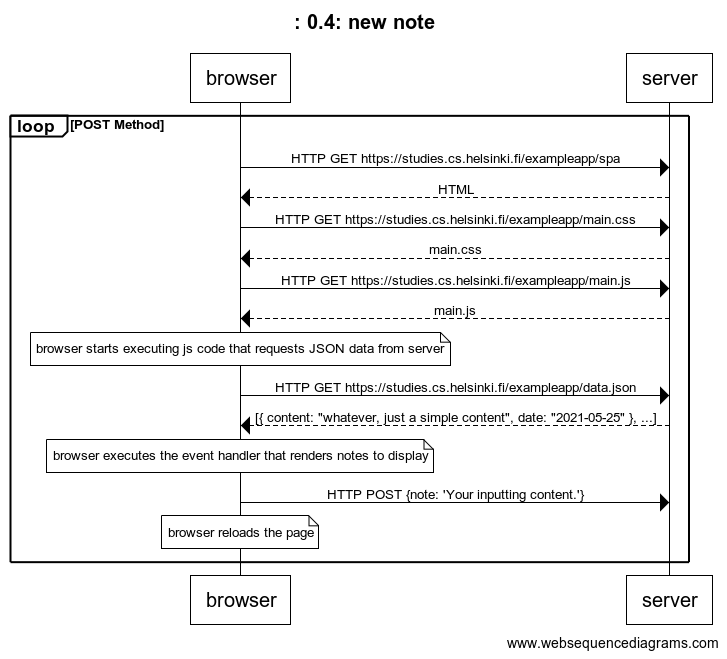 : 0.4: new note
browser server
loop [POST Method]
HTTP GET https://studies.cs.helsinki.fi/exampleapp/spa
HTML
HTTP GET https://studies.cs.helsinki.fi/exampleapp/main.css
main.css
HTTP GET https://studies.cs.helsinki.fi/exampleapp/main.js
main.js
browser starts executing js code that requests JSON data from server
HTTP GET https://studies.cs.helsinki.fi/exampleapp/data.json
[{ content: "whatever, just a simple content", date: "2021-05-25" }, ...]
browser executes the event handler that renders notes to display
HTTP POST {note: 'Your inputting content.'}
browser reloads the page
browser server
www.websequencediagrams.com